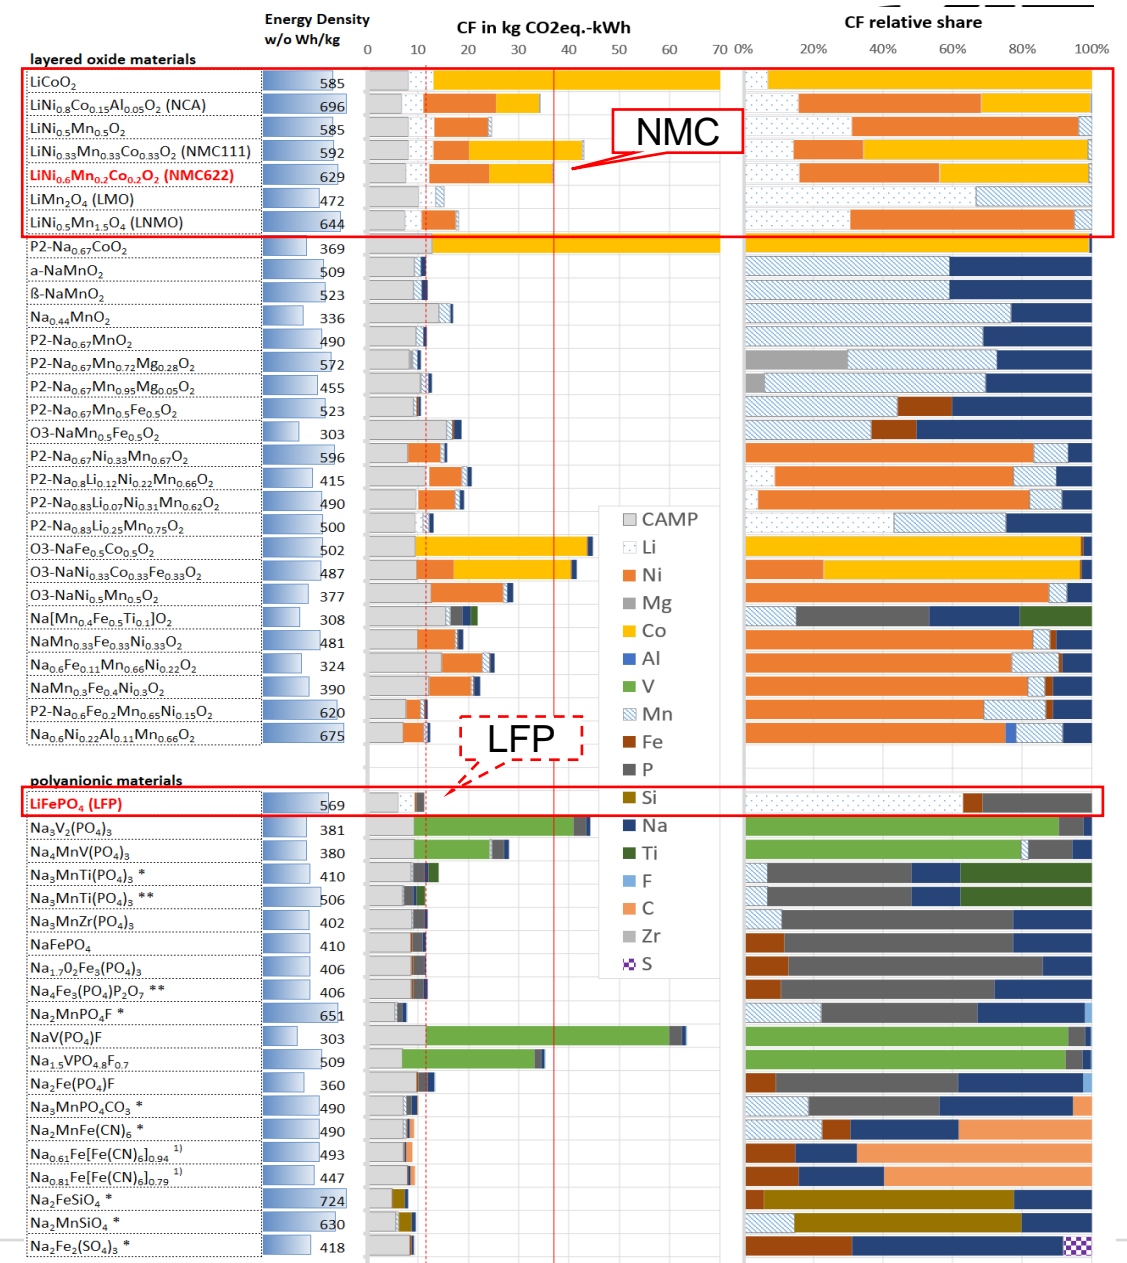 Energy Density
w/o Wh/kg
CF in kg CO2eq.-kWh
CF relative share
0 10 20 30 40 50 60 70 0% 20% 40% 60% 80% 100%
layered oxide materials
LiCoO₂ 585
LiNi₀.₈Co₀.₁₅Al₀.₀₅O₂ (NCA) 696
LiNi₀.₅Mn₀.₅O₂ 585
NMC
LiNi₀.₃₃Mn₀.₃₃Co₀.₃₃O₂ (NMC111) 592
LiNi₀.₆Mn₀.₂Co₀.₂O₂ (NMC622) 629
LiMn₂O₄ (LMO) 472
LiNi₀.₅Mn₁.₅O₄ (LNMO) 644
P2-Na₀.₆₇CoO₂ 369
a-NaMnO₂ 509
ß-NaMnO₂ 523
Na₀.₄₄MnO₂ 336
P2-Na₀.₆₇MnO₂ 490
P2-Na₀.₆₇Mn₀.₇₂Mg₀.₂₈O₂ 572
P2-Na₀.₆₇Mn₀.₉₅Mg₀.₀₅O₂ 455
P2-Na₀.₆₇Mn₀.₅Fe₀.₅O₂ 523
O3-NaMn₀.₅Fe₀.₅O₂ 303
P2-Na₀.₆₇Ni₀.₃₃Mn₀.₆₇O₂ 596
P2-Na₀.₈Li₀.₁₂Ni₀.₂₂Mn₀.₆₆O₂ 415
P2-Na₀.₈₃Li₀.₀₇Ni₀.₃₁Mn₀.₆₂O₂ 490
P2-Na₀.₈₃Li₀.₂₅Mn₀.₇₅O₂ 500
O3-NaFe₀.₅Co₀.₅O₂ 502
O3-NaNi₀.₃₃Co₀.₃₃Fe₀.₃₃O₂ 487
O3-NaNi₀.₅Mn₀.₅O₂ 377
Na[Mn₀.₄Fe₀.₅Ti₀.₁]O₂ 308
NaMn₀.₃₃Fe₀.₃₃Ni₀.₃₃O₂ 481
Na₀.₆Fe₀.₁₁Mn₀.₆₆Ni₀.₂₂O₂ 324
NaMn₀.₃Fe₀.₄Ni₀.₃O₂ 390
P2-Na₀.₆Fe₀.₂Mn₀.₆₅Ni₀.₁₅O₂ 620
Na₀.₆Ni₀.₂₂Al₀.₁₁Mn₀.₆₆O₂ 675
LFP
polyanionic materials
LiFePO₄ (LFP) 569
Na₃V₂(PO₄)₃ 381
Na₄MnV(PO₄)₃ 380
Na₃MnTi(PO₄)₃ * 410
Na₃MnTi(PO₄)₃ ** 506
Na₃MnZr(PO₄)₃ 402
NaFePO₄ 410
Na₁.₇0₂Fe₃(PO₄)₃ 406
Na₄Fe₃(PO₄)P₂O₇ ** 406
Na₂MnPO₄F * 651
NaV(PO₄)F 303
Na₁.₅VPO₄.₈F₀.₇ 509
Na₂Fe(PO₄)F 360
Na₃MnPO₄CO₃ * 490
Na₂MnFe(CN)₆ * 490
Na₀.₆₁Fe[Fe(CN)₆]₀.₉₄ ¹⁾ 493
Na₀.₈₁Fe[Fe(CN)₆]₀.₇₉ ¹⁾ 447
Na₂FeSiO₄ * 724
Na₂MnSiO₄ * 630
Na₂Fe₂(SO₄)₃ * 418
CAMP
Li
Ni
Mg
Co
Al
V
Mn
Fe
P
Si
Na
Ti
F
C
Zr
S